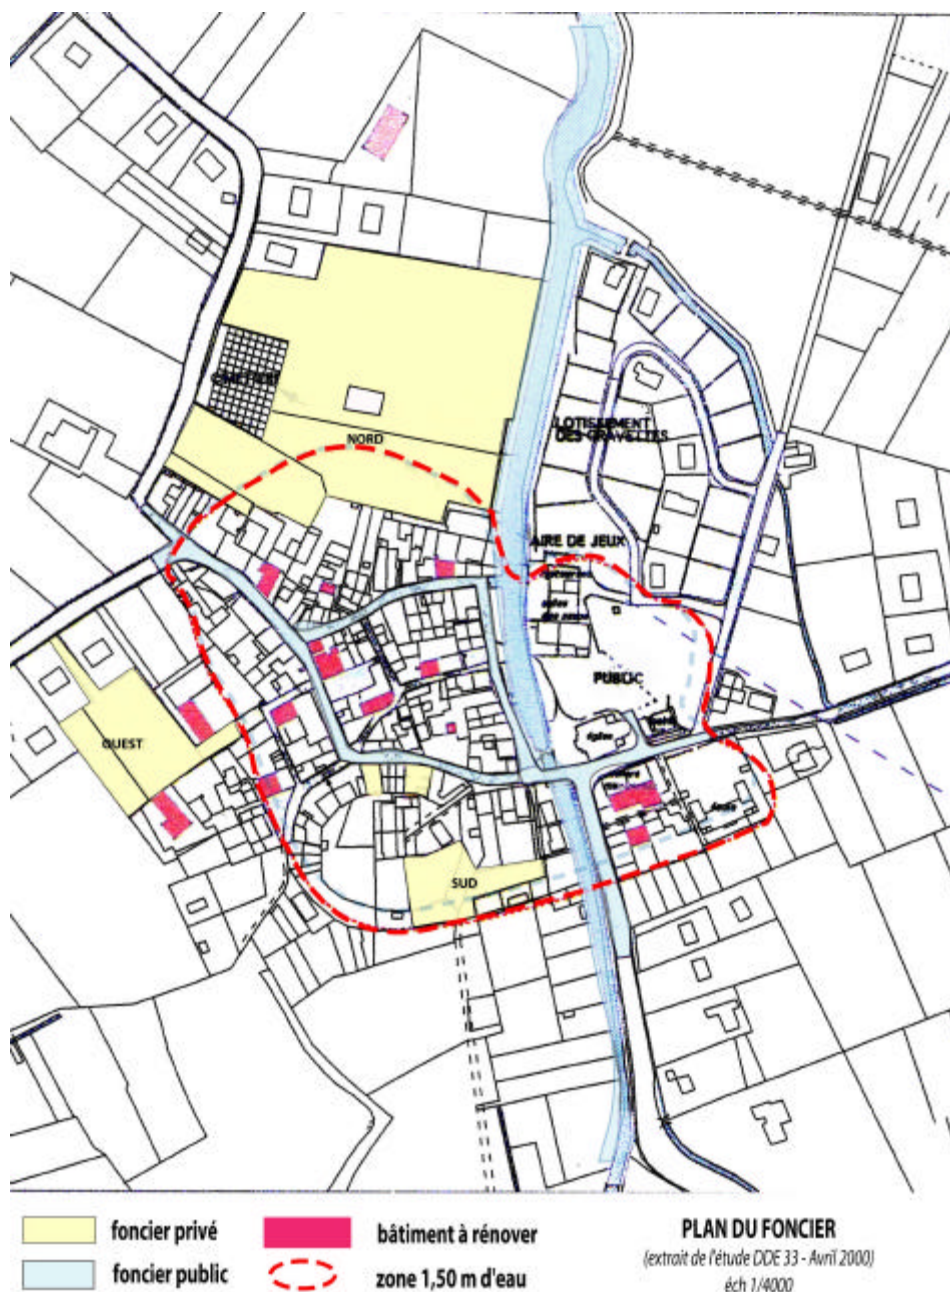 CIMETIERE
NORD
LOTISSEMENT
DES GRAVETTES
AIRE DE JEUX
PUBLIC
église
OUEST
SUD
foncier privé
foncier public
bâtiment à rénover
zone 1,50 m d'eau
PLAN DU FONCIER
(extrait de l'étude DDE 33 - Avril 2000)
éch 1/4000